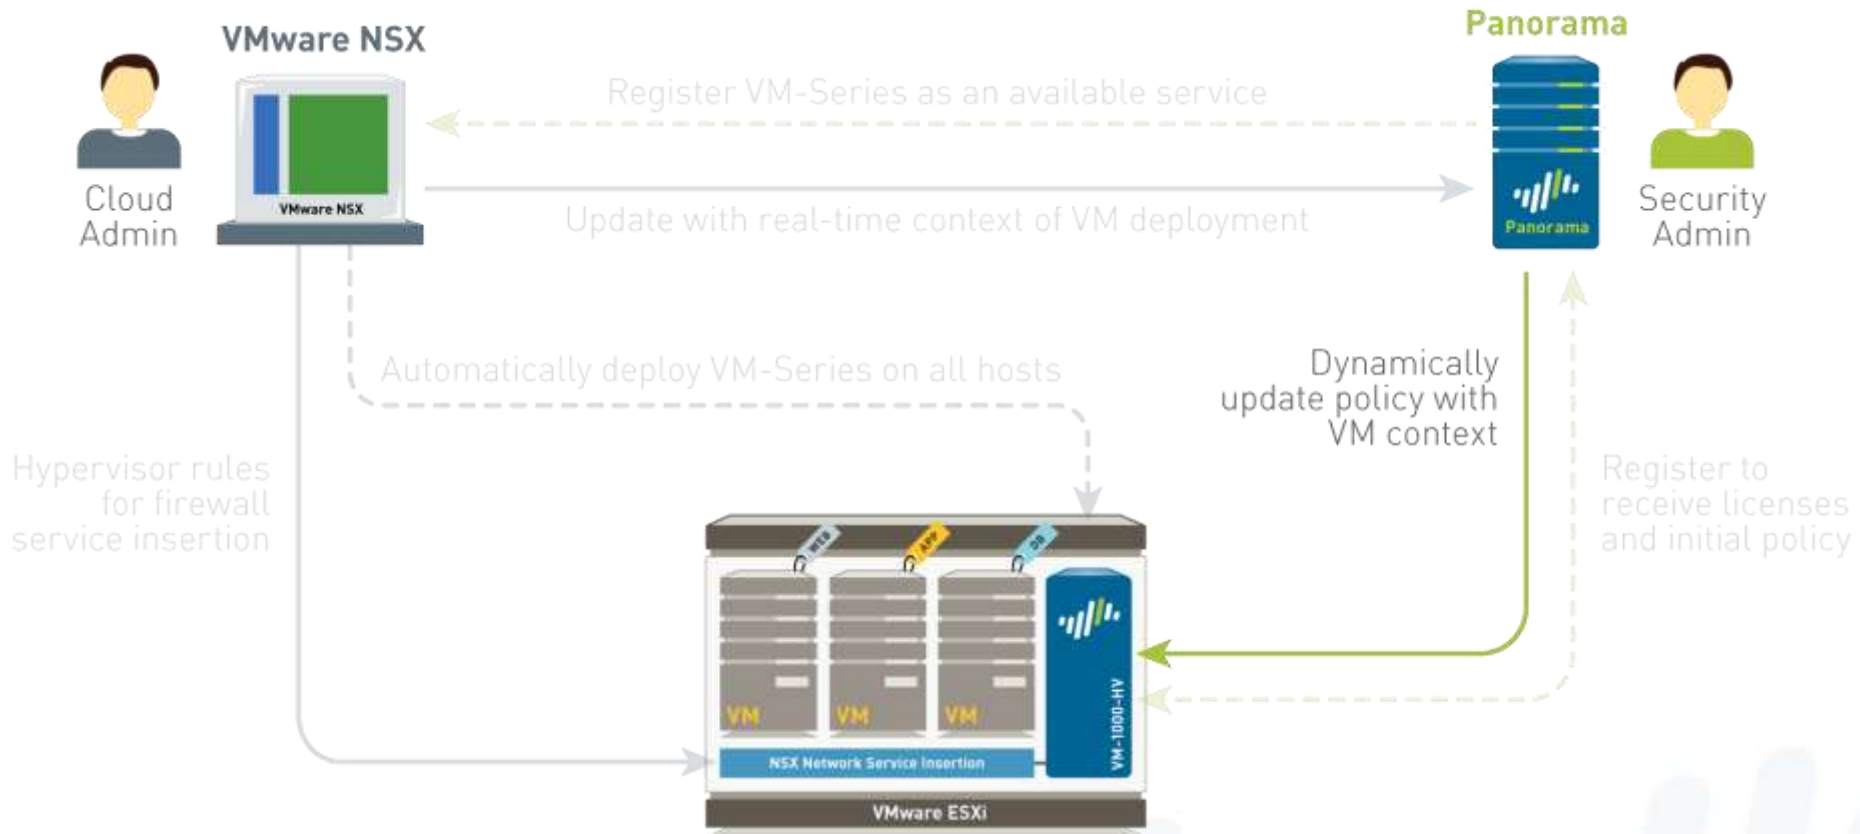 VMware NSX
Panorama
Register VM-Series as an available service
Cloud
Admin
VMware NSX
Update with real-time context of VM deployment
Panorama
Security
Admin
Automatically deploy VM-Series on all hosts
Dynamically
update policy with
VM context
Hypervisor rules
for firewall
service insertion
Register to
receive licenses
and initial policy
WEB
APP
DB
VM
VM
VM
VM-1000-HV
NSX Network Service Insertion
VMware ESXi